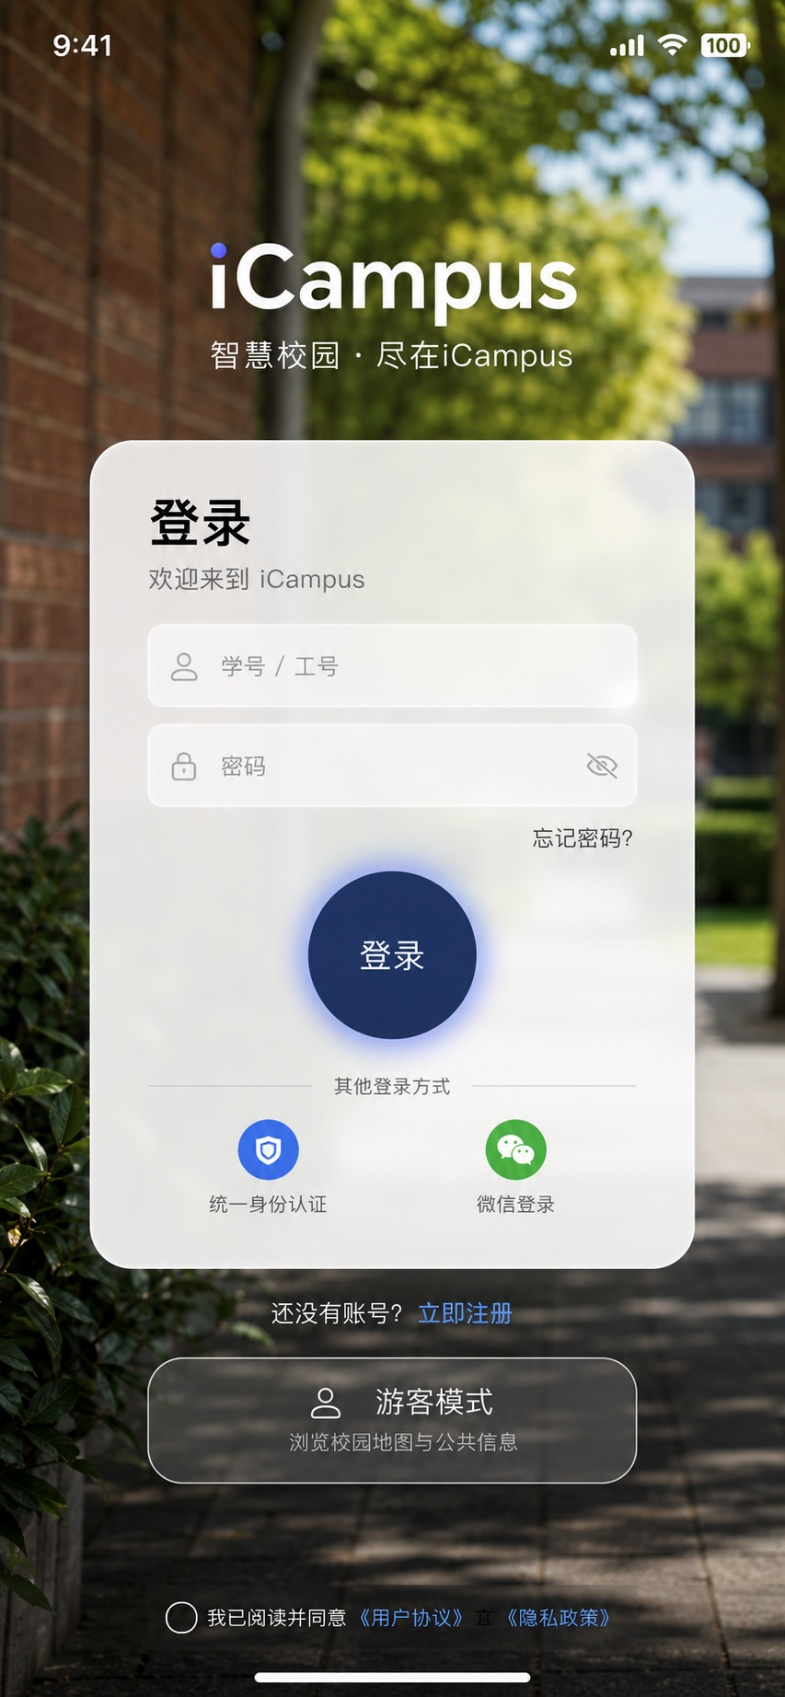 9:41
100
iCampus
智慧校园 · 尽在iCampus
登录
欢迎来到 iCampus
学号 / 工号
密码
忘记密码?
登录
其他登录方式
统一身份认证
微信登录
还没有账号? 立即注册
游客模式
浏览校园地图与公共信息
我已阅读并同意《用户协议》 《隐私政策》